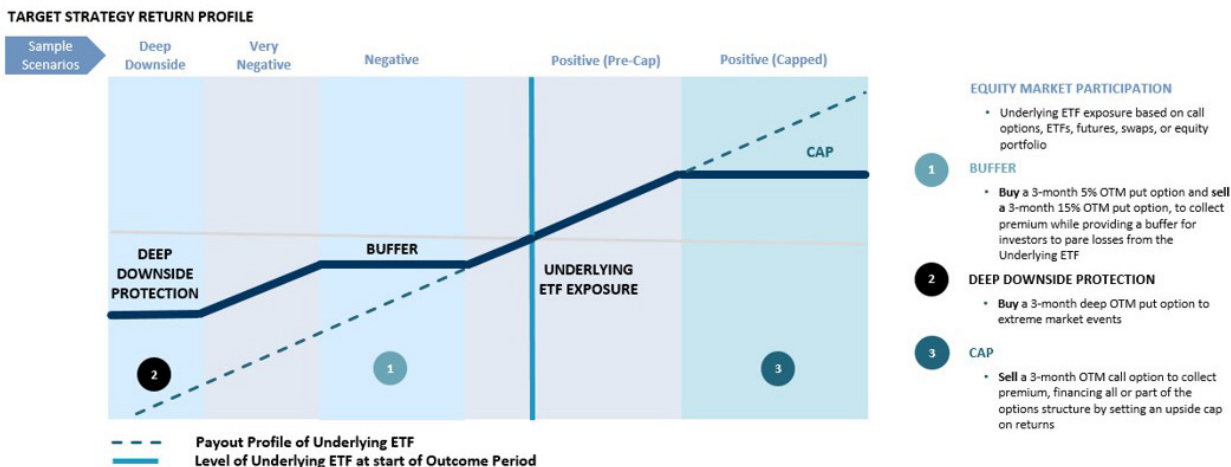 TARGET STRATEGY RETURN PROFILE
Sample
Scenarios
Deep
Downside
Very
Negative
Negative
Positive (Pre-Cap)
Positive (Capped)
CAP
BUFFER
DEEP
DOWNSIDE
PROTECTION
UNDERLYING
ETF EXPOSURE
2
1
3
Payout Profile of Underlying ETF
Level of Underlying ETF at start of Outcome Period
EQUITY MARKET PARTICIPATION
• Underlying ETF exposure based on call
options, ETFs, futures, swaps, or equity
portfolio
1
BUFFER
• Buy a 3-month 5% OTM put option and sell
a 3-month 15% OTM put option, to collect
premium while providing a buffer for
investors to pare losses from the
Underlying ETF
2
DEEP DOWNSIDE PROTECTION
• Buy a 3-month deep OTM put option to
extreme market events
3
CAP
• Sell a 3-month OTM call option to collect
premium, financing all or part of the
options structure by setting an upside cap
on returns